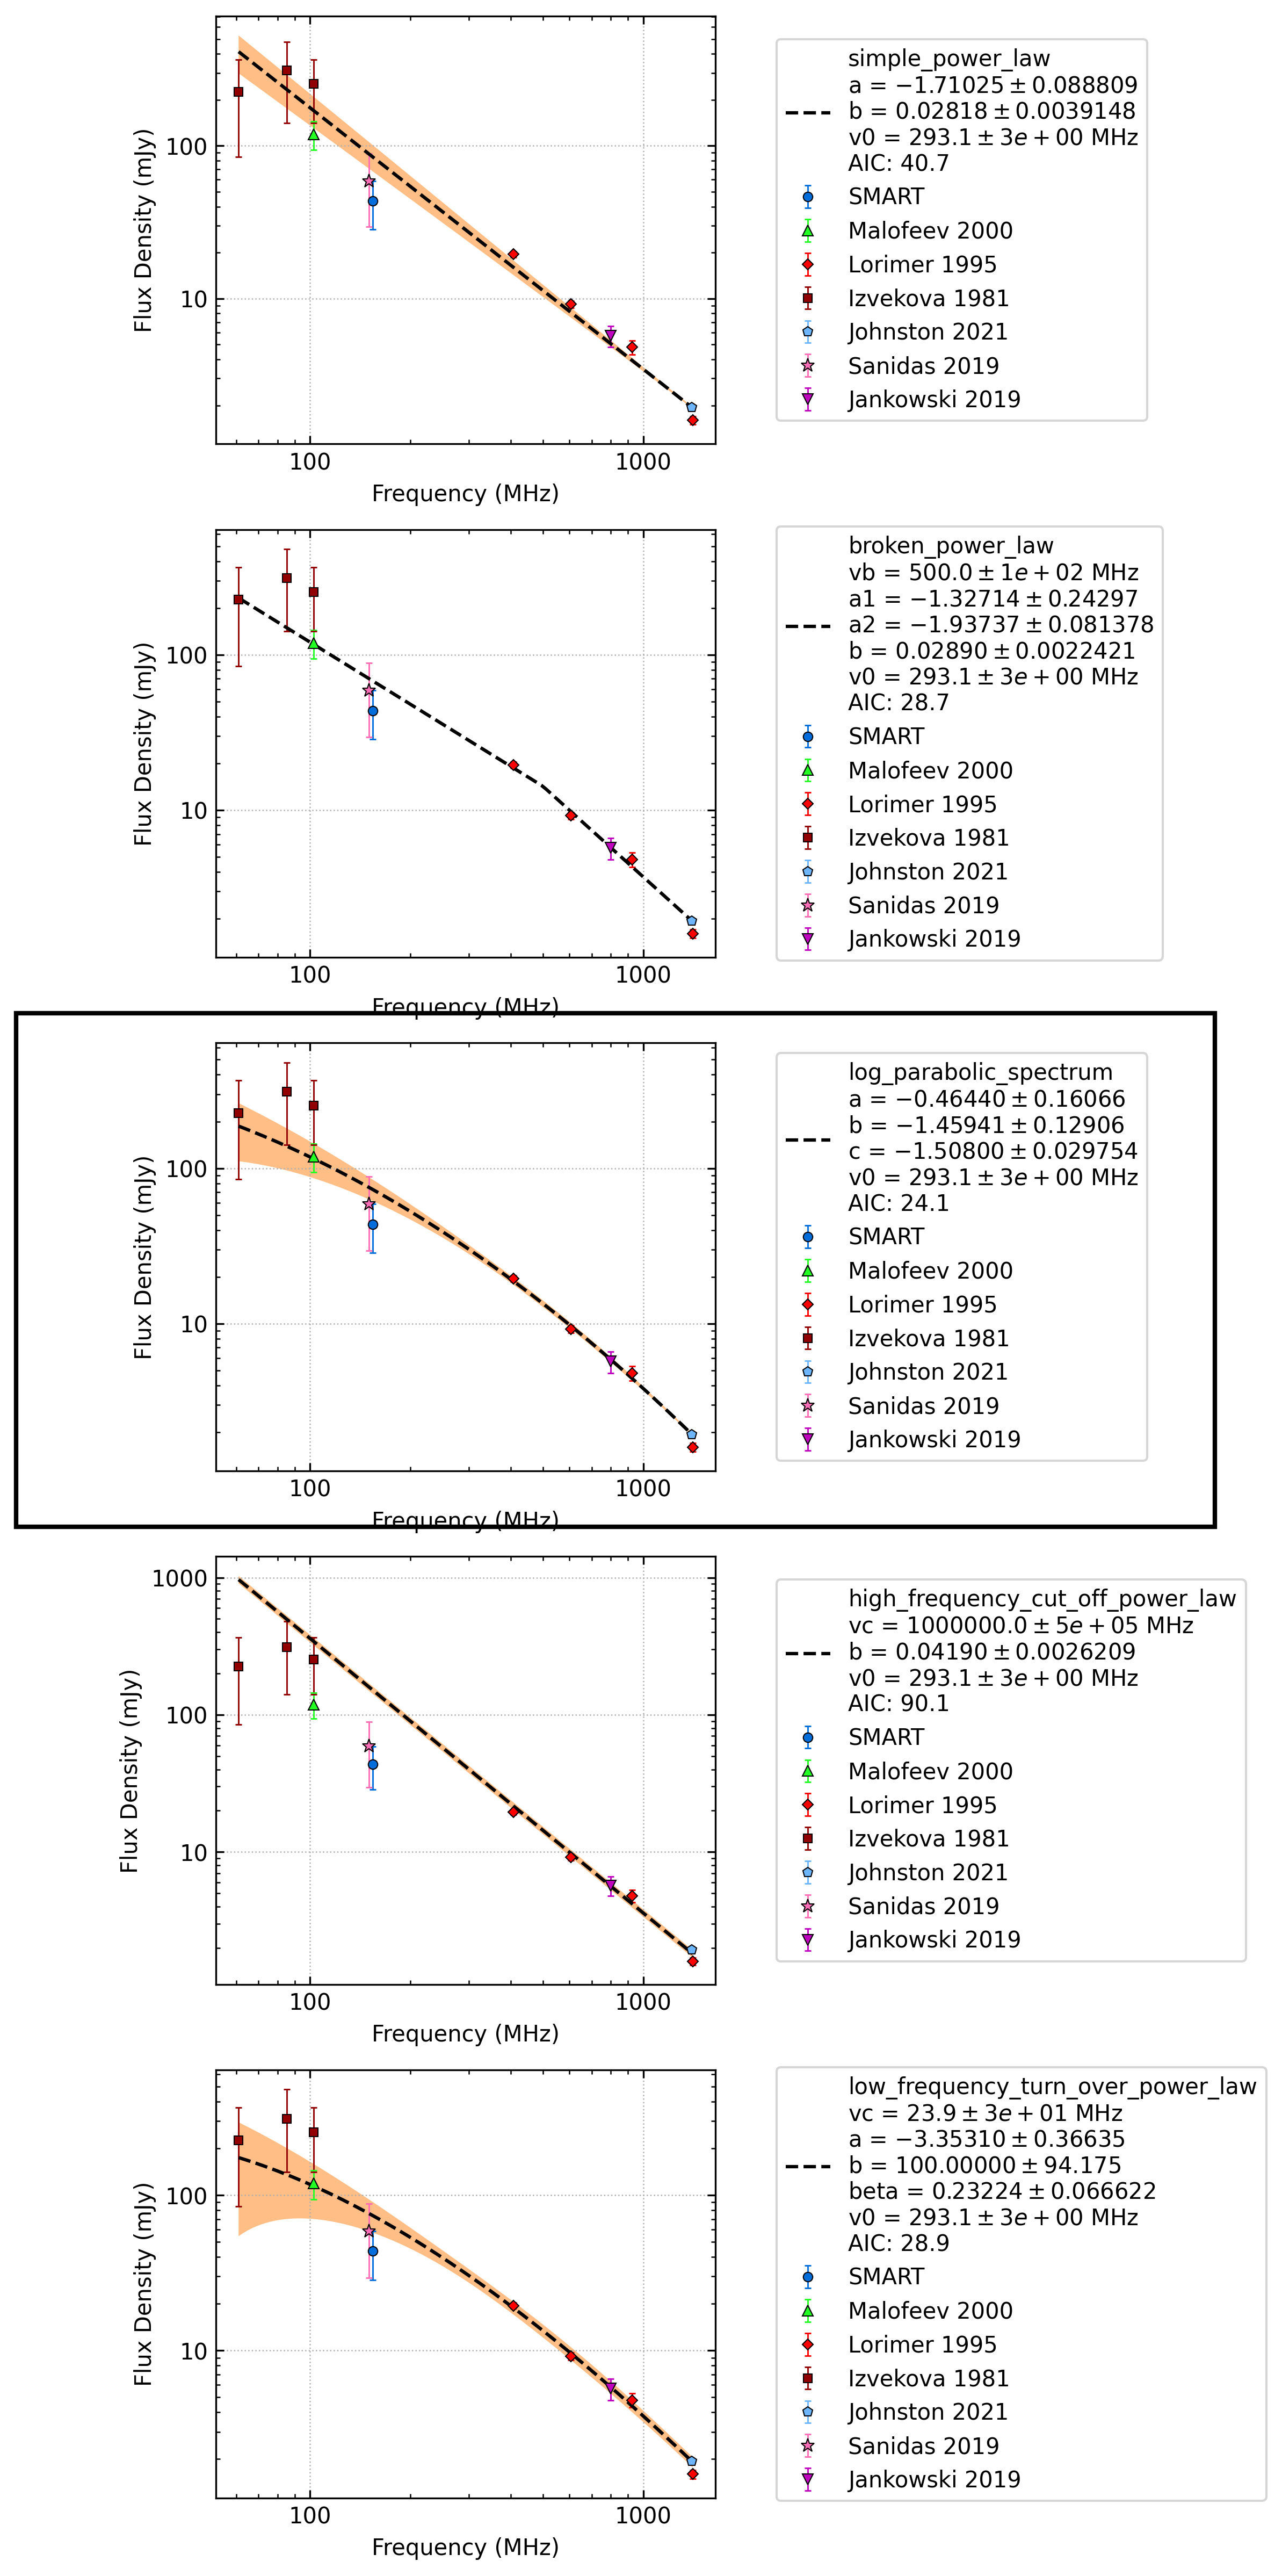 100
10
Flux Density (mJy)
100
1000
Frequency (MHz)
simple_power_law
a = −1.71025 ± 0.088809
b = 0.02818 ± 0.0039148
v0 = 293.1 ± 3e + 00 MHz
AIC: 40.7
SMART
Malofeev 2000
Lorimer 1995
Izvekova 1981
Johnston 2021
Sanidas 2019
Jankowski 2019
100
10
Flux Density (mJy)
100
1000
Frequency (MHz)
broken_power_law
vb = 500.0 ± 1e + 02 MHz
a1 = −1.32714 ± 0.24297
a2 = −1.93737 ± 0.081378
b = 0.02890 ± 0.0022421
v0 = 293.1 ± 3e + 00 MHz
AIC: 28.7
SMART
Malofeev 2000
Lorimer 1995
Izvekova 1981
Johnston 2021
Sanidas 2019
Jankowski 2019
100
10
Flux Density (mJy)
100
1000
Frequency (MHz)
log_parabolic_spectrum
a = −0.46440 ± 0.16066
b = −1.45941 ± 0.12906
c = −1.50800 ± 0.029754
v0 = 293.1 ± 3e + 00 MHz
AIC: 24.1
SMART
Malofeev 2000
Lorimer 1995
Izvekova 1981
Johnston 2021
Sanidas 2019
Jankowski 2019
1000
100
10
Flux Density (mJy)
100
1000
Frequency (MHz)
high_frequency_cut_off_power_law
vc = 1000000.0 ± 5e + 05 MHz
b = 0.04190 ± 0.0026209
v0 = 293.1 ± 3e + 00 MHz
AIC: 90.1
SMART
Malofeev 2000
Lorimer 1995
Izvekova 1981
Johnston 2021
Sanidas 2019
Jankowski 2019
100
10
Flux Density (mJy)
100
1000
Frequency (MHz)
low_frequency_turn_over_power_law
vc = 23.9 ± 3e + 01 MHz
a = −3.35310 ± 0.36635
b = 100.00000 ± 94.175
beta = 0.23224 ± 0.066622
v0 = 293.1 ± 3e + 00 MHz
AIC: 28.9
SMART
Malofeev 2000
Lorimer 1995
Izvekova 1981
Johnston 2021
Sanidas 2019
Jankowski 2019